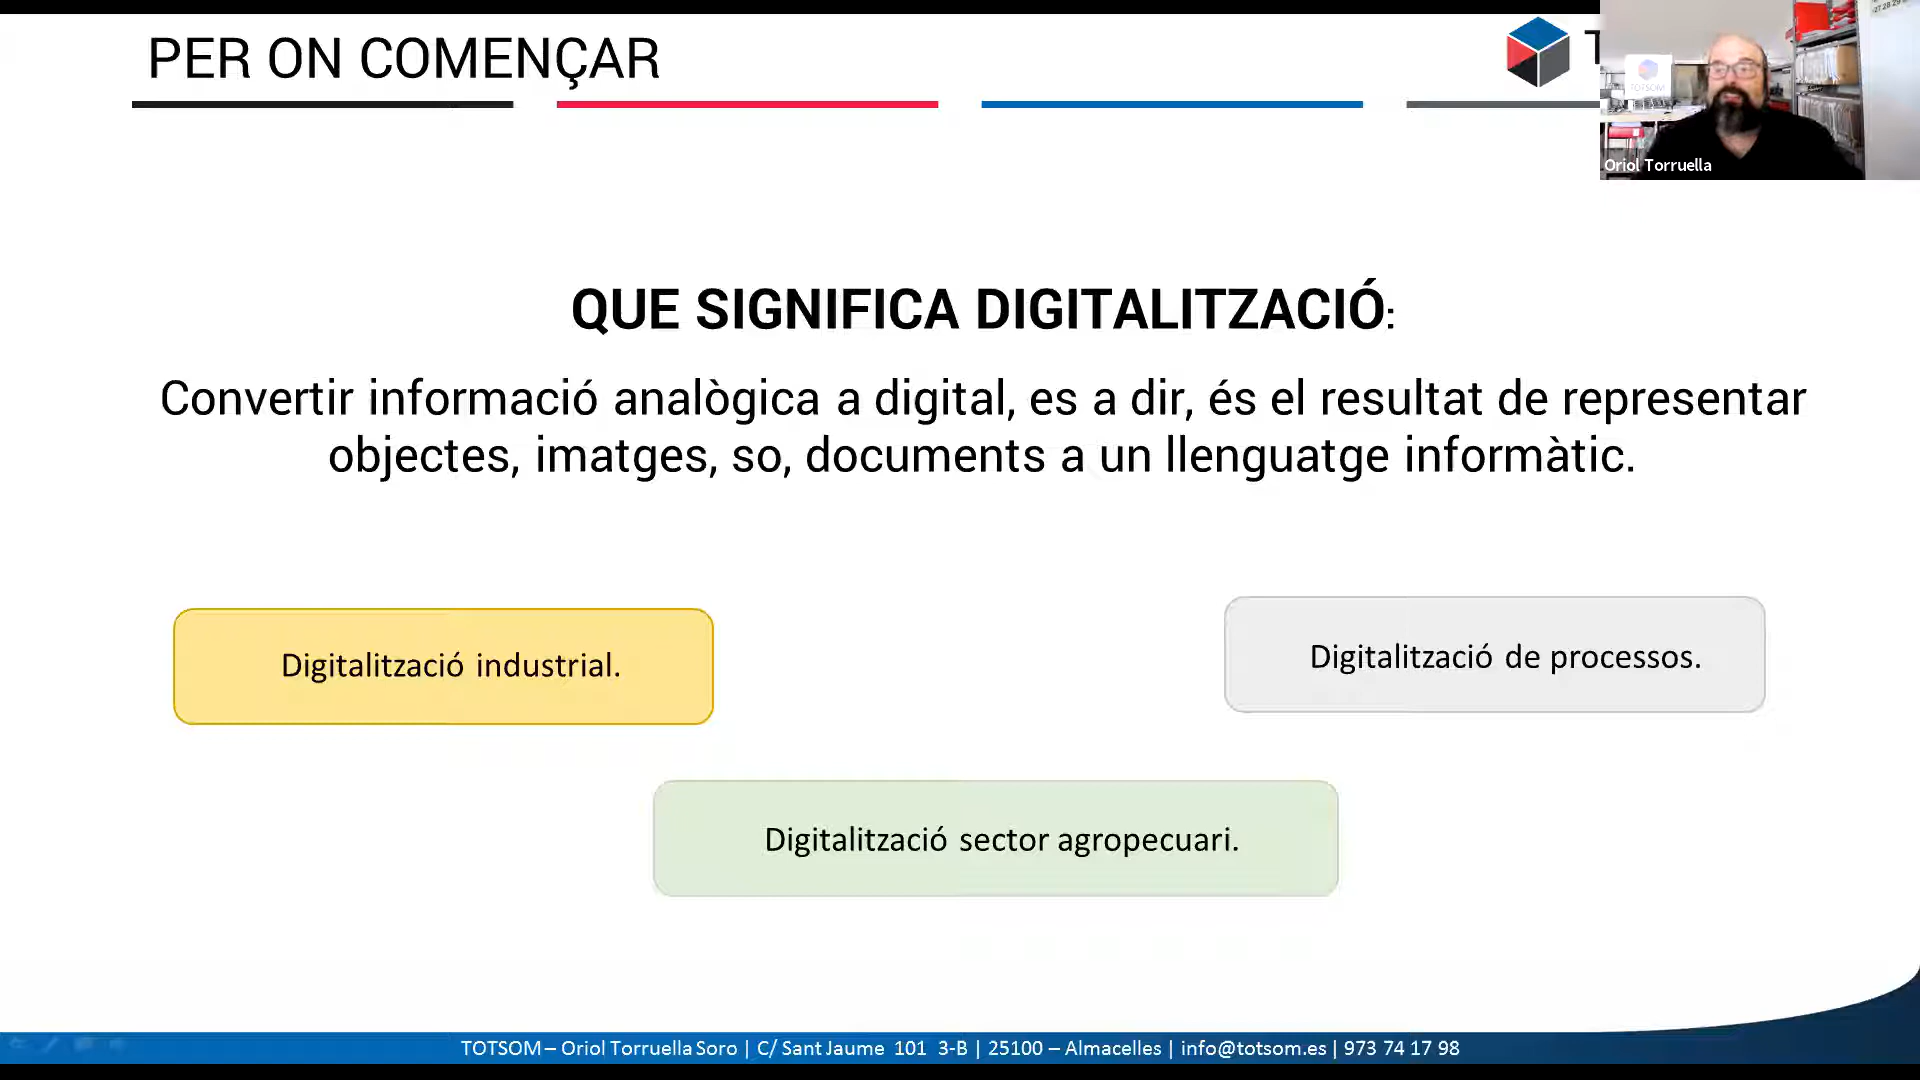 PER ON COMENÇAR
T
TOTSOM
Oriol Torruella
QUE SIGNIFICA DIGITALITZACIÓ:
Convertir informació analògica a digital, es a dir, és el resultat de representar
objectes, imatges, so, documents a un llenguatge informàtic.
Digitalització industrial.
Digitalització de processos.
Digitalització sector agropecuari.
TOTSOM – Oriol Torruella Soro | C/ Sant Jaume 101 3-B | 25100 – Almacelles | info@totsom.es | 973 74 17 98